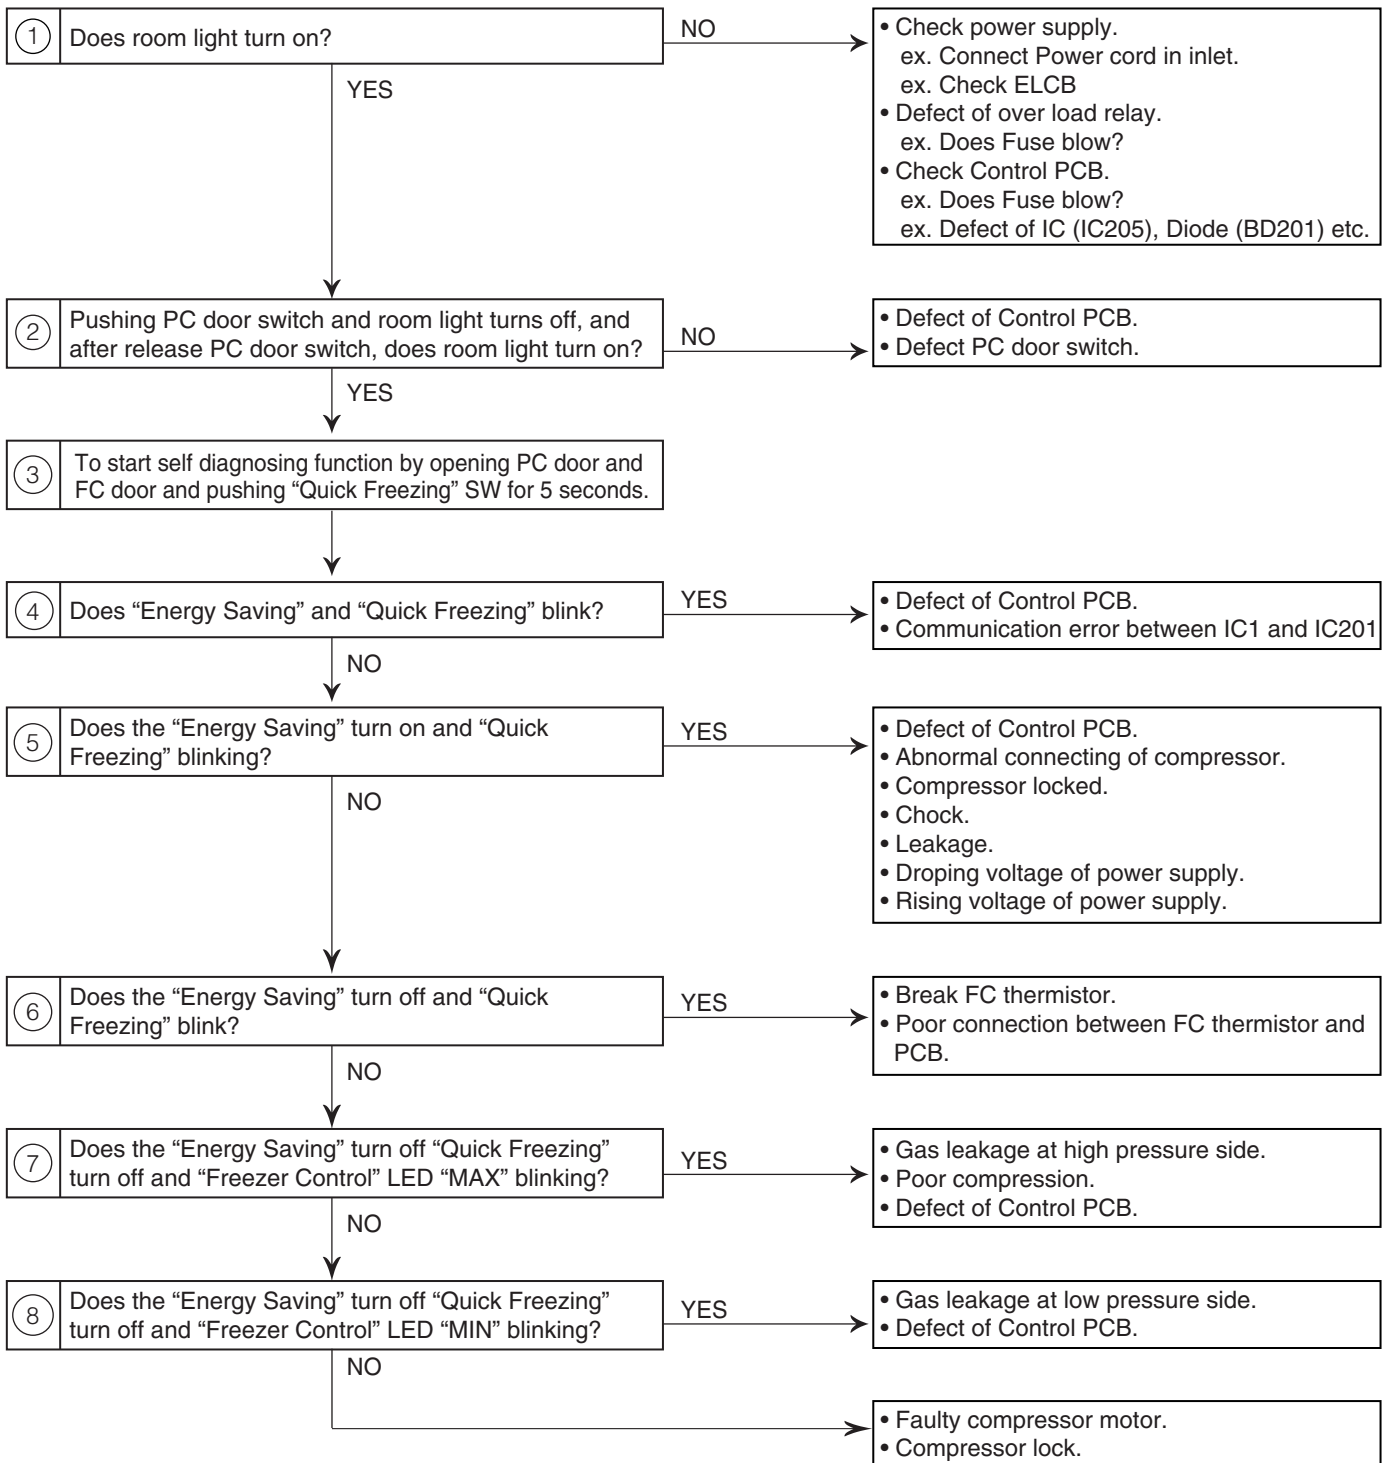 1 Does room light turn on?
NO
• Check power supply.
ex. Connect Power cord in inlet.
ex. Check ELCB
• Defect of over load relay.
ex. Does Fuse blow?
• Check Control PCB.
ex. Does Fuse blow?
ex. Defect of IC (IC205), Diode (BD201) etc.
YES
2 Pushing PC door switch and room light turns off, and
after release PC door switch, does room light turn on?
NO
• Defect of Control PCB.
• Defect PC door switch.
YES
3 To start self diagnosing function by opening PC door and
FC door and pushing “Quick Freezing” SW for 5 seconds.
4 Does “Energy Saving” and “Quick Freezing” blink?
YES
• Defect of Control PCB.
• Communication error between IC1 and IC201
NO
5 Does the “Energy Saving” turn on and “Quick
Freezing” blinking?
YES
• Defect of Control PCB.
• Abnormal connecting of compressor.
• Compressor locked.
• Chock.
• Leakage.
• Droping voltage of power supply.
• Rising voltage of power supply.
NO
6 Does the “Energy Saving” turn off and “Quick
Freezing” blink?
YES
• Break FC thermistor.
• Poor connection between FC thermistor and
PCB.
NO
7 Does the “Energy Saving” turn off “Quick Freezing”
turn off and “Freezer Control” LED “MAX” blinking?
YES
• Gas leakage at high pressure side.
• Poor compression.
• Defect of Control PCB.
NO
8 Does the “Energy Saving” turn off “Quick Freezing”
turn off and “Freezer Control” LED “MIN” blinking?
YES
• Gas leakage at low pressure side.
• Defect of Control PCB.
NO
• Faulty compressor motor.
• Compressor lock.